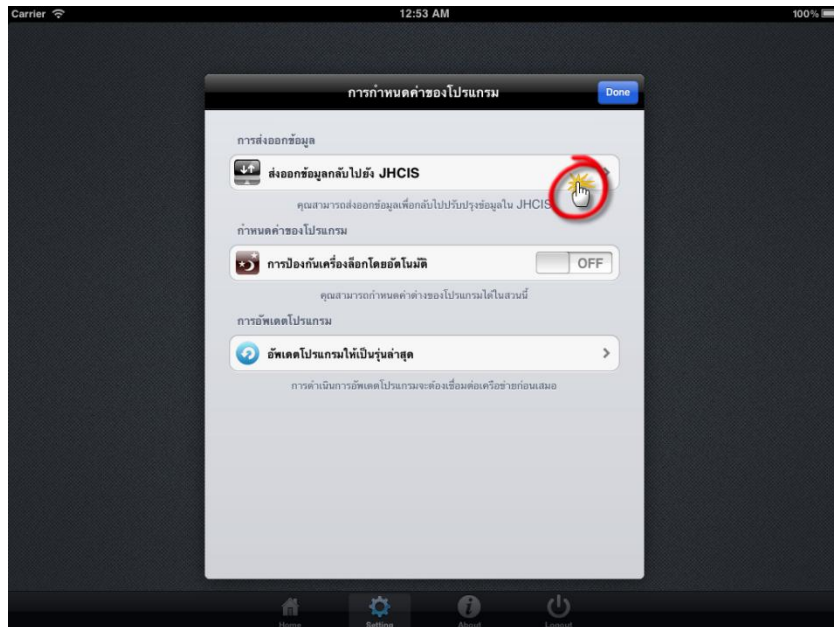 Carrier
12:53 AM
100%
การกำหนดค่าของโปรแกรม
Done
การส่งออกข้อมูล
ส่งออกข้อมูลกลับไปยัง JHCIS
คุณสามารถส่งออกข้อมูลเพื่อกลับไปปรับปรุงข้อมูลใน JHCIS
กำหนดค่าของโปรแกรม
การป้องกันเครื่องล็อกโดยอัตโนมัติ
OFF
คุณสามารถกำหนดค่าต่างของโปรแกรมได้ในส่วนนี้
การอัพเดตโปรแกรม
อัพเดตโปรแกรมให้เป็นรุ่นล่าสุด
การดำเนินการอัพเดตโปรแกรมจะต้องเชื่อมต่อเครือข่ายก่อนเสมอ
Home
Setting
About
Logout